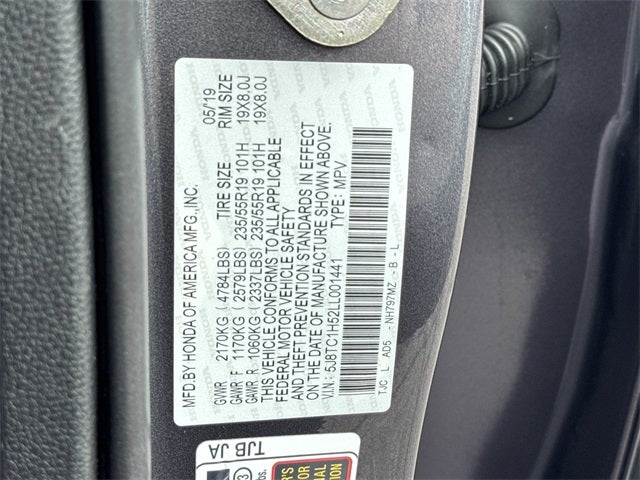 MFD.BY HONDA OF AMERICA MFG.,INC. 05/19
TIRE SIZE RIM SIZE
GVWR 2170KG (4784LBS)
GAWR F 1170KG (2579LBS) 235/55R19 101H 19X8.0J
GAWR R 1060KG (2337LBS) 235/55R19 101H 19X8.0J
THIS VEHICLE CONFORMS TO ALL APPLICABLE
FEDERAL MOTOR VEHICLE SAFETY
AND THEFT PREVENTION STANDARDS IN EFFECT
ON THE DATE OF MANUFACTURE SHOWN ABOVE.
V.I.N.: 5J8TC1H52LL001441 TYPE: MPV
TJC L A05 - NH797MZ - B - L
TJB JA